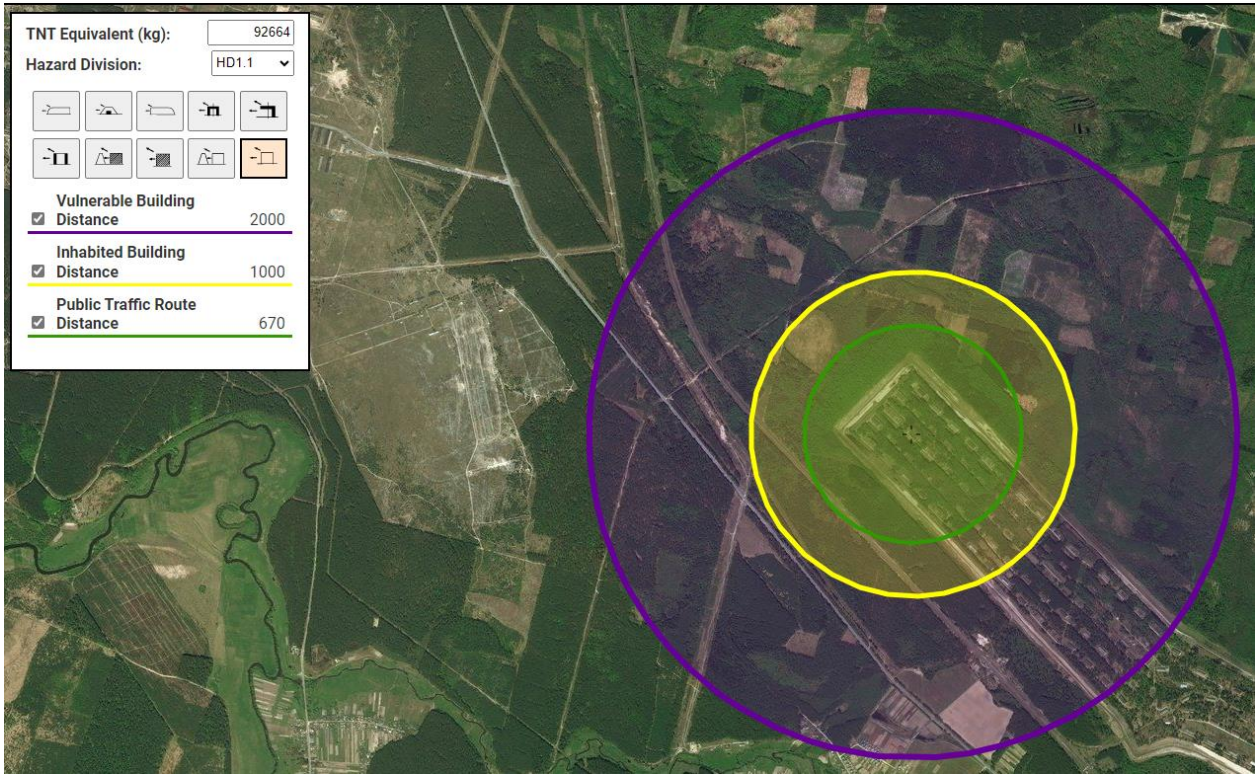 TNT Equivalent (kg): 92664
Hazard Division: HD1.1
Vulnerable Building
Distance 2000
Inhabited Building
Distance 1000
Public Traffic Route
Distance 670